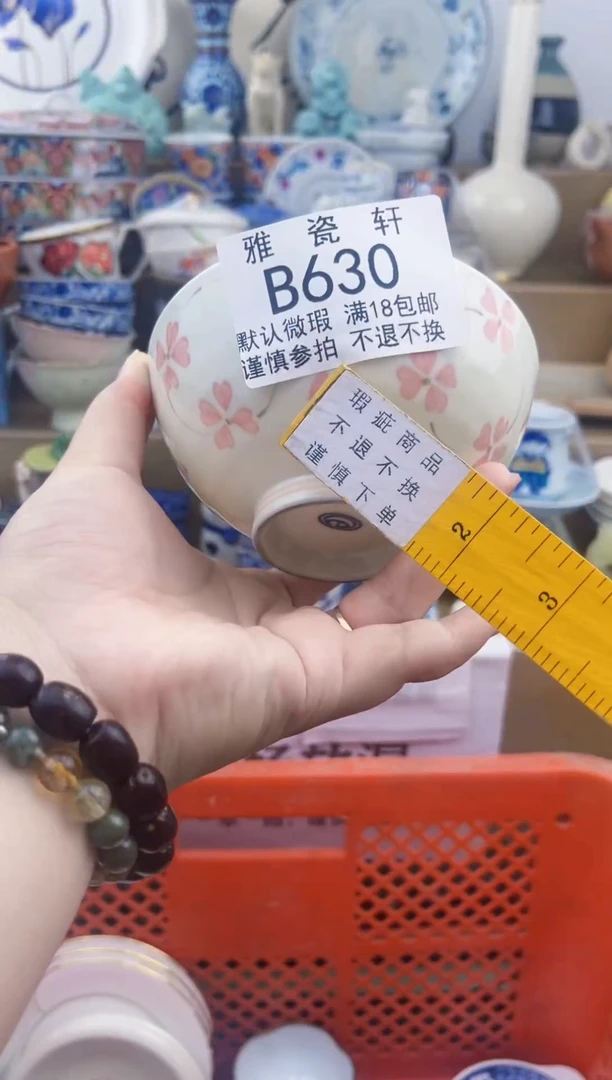 雅瓷轩
B630
默认微瑕 满18包邮
谨慎参拍 不退不换
瑕疵商品
不退不换
谨慎下单
2
3